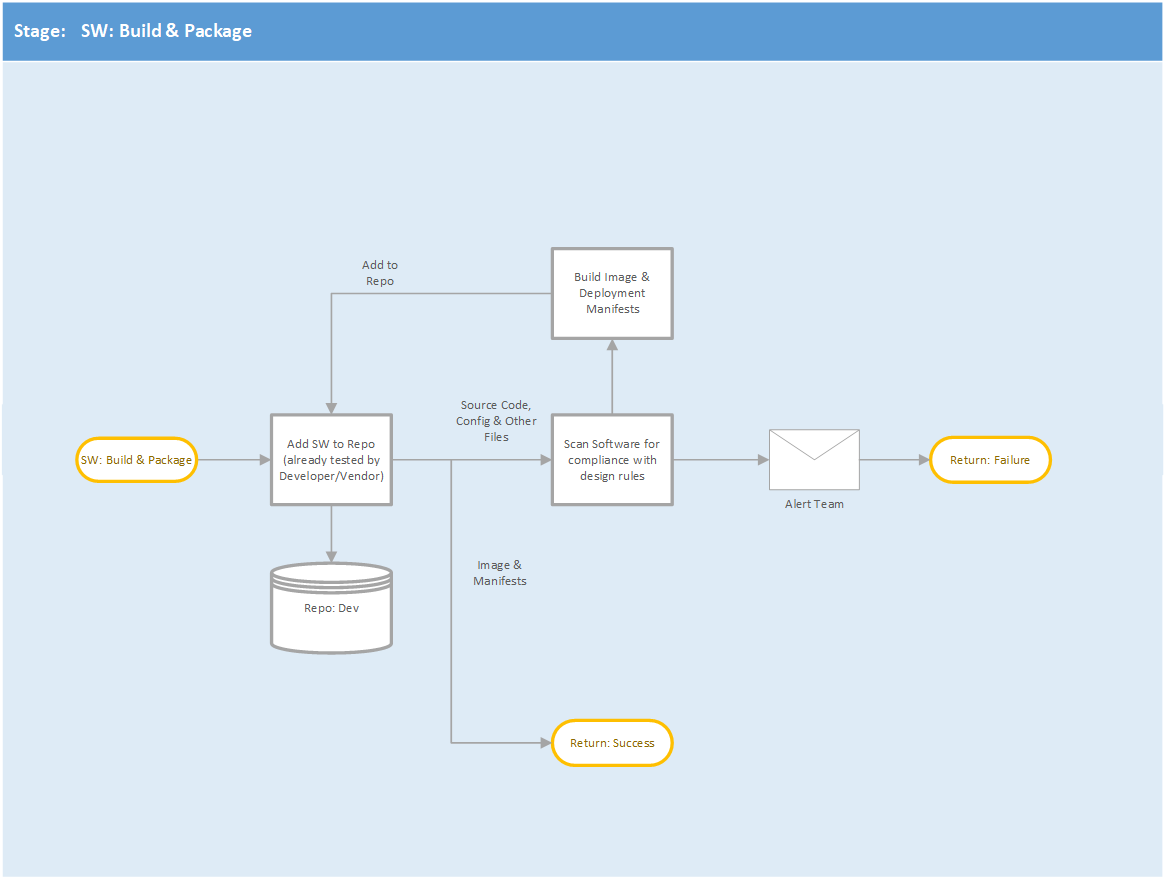 Stage: SW: Build & Package
Add to
Repo
Build Image &
Deployment
Manifests
Source Code,
Config & Other
Files
SW: Build & Package
Add SW to Repo
(already tested by
Developer/Vendor)
Scan Software for
compliance with
design rules
Alert Team
Return: Failure
Image &
Manifests
Repo: Dev
Return: Success